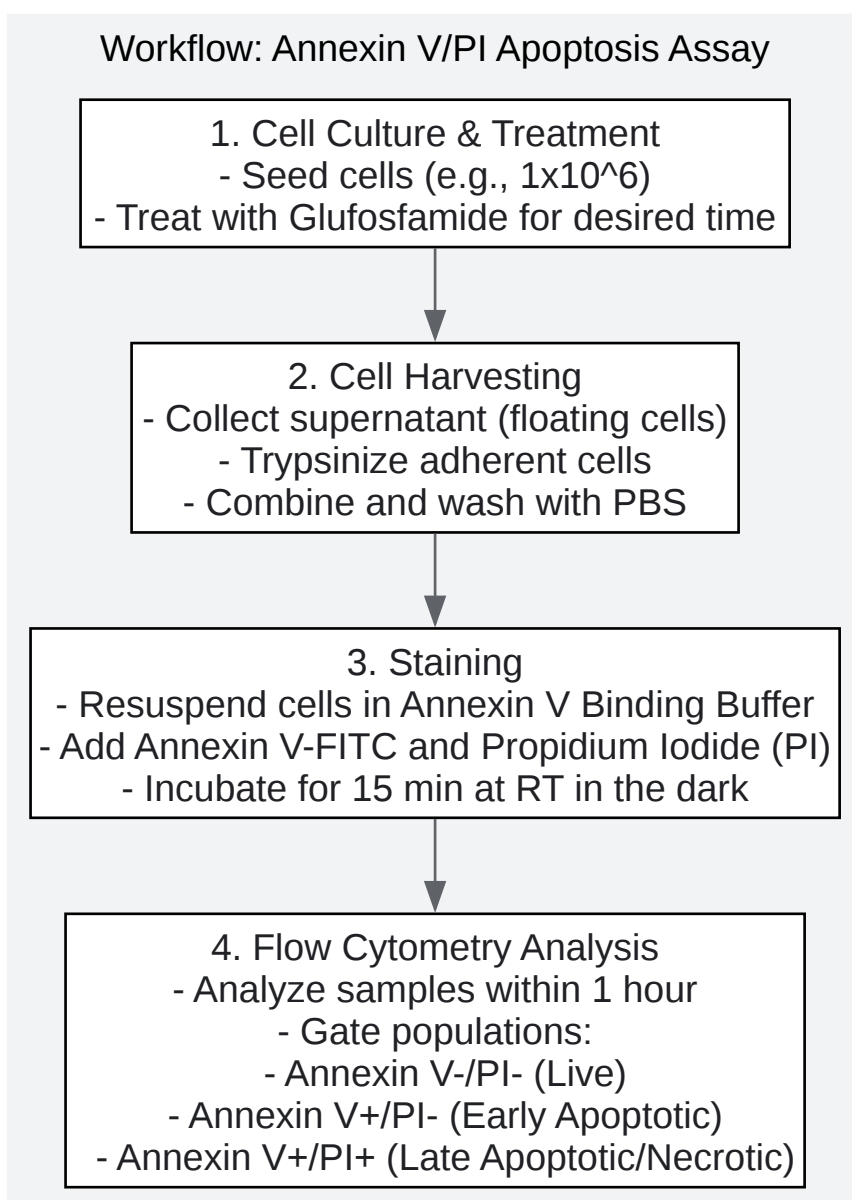 Workflow: Annexin V/PI Apoptosis Assay
1. Cell Culture & Treatment
- Seed cells (e.g., 1x10^6)
- Treat with Glufosfamide for desired time
2. Cell Harvesting
- Collect supernatant (floating cells)
- Trypsinize adherent cells
- Combine and wash with PBS
3. Staining
- Resuspend cells in Annexin V Binding Buffer
- Add Annexin V-FITC and Propidium Iodide (PI)
- Incubate for 15 min at RT in the dark
4. Flow Cytometry Analysis
- Analyze samples within 1 hour
- Gate populations:
- Annexin V-/PI- (Live)
- Annexin V+/PI- (Early Apoptotic)
- Annexin V+/PI+ (Late Apoptotic/Necrotic)